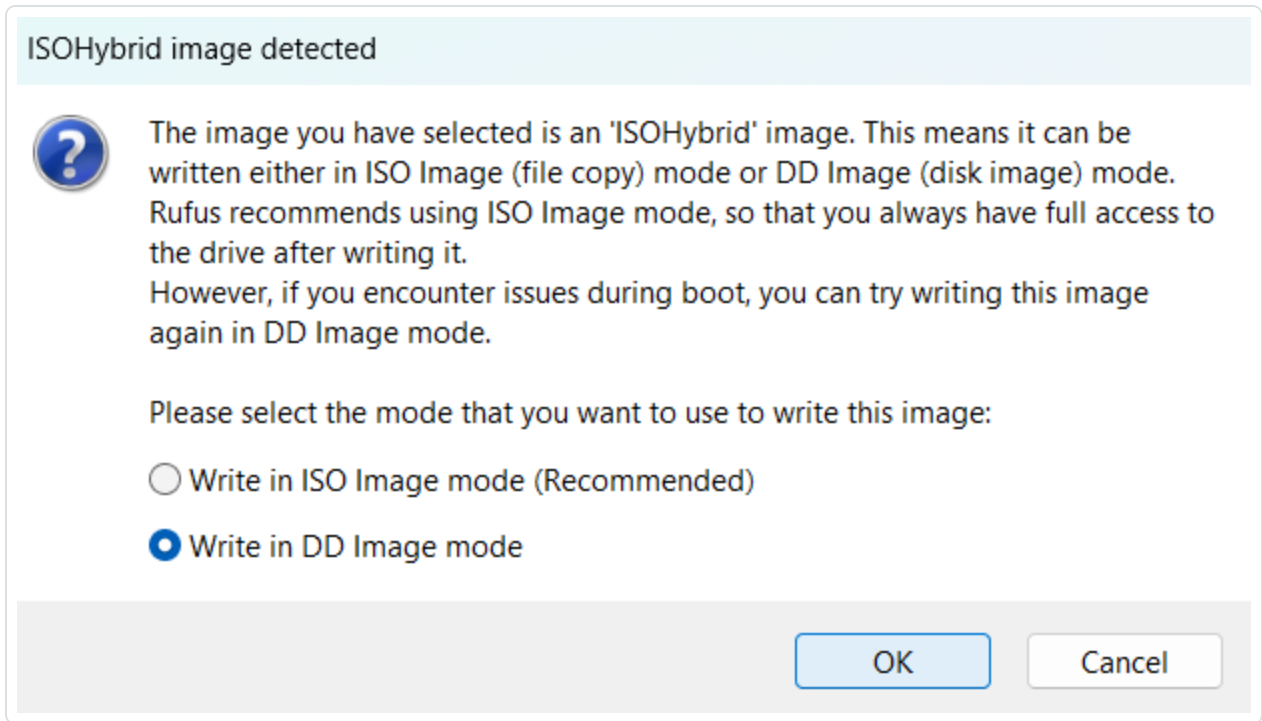 ISOHybrid image detected
The image you have selected is an 'ISOHybrid' image. This means it can be
written either in ISO Image (file copy) mode or DD Image (disk image) mode.
Rufus recommends using ISO Image mode, so that you always have full access to
the drive after writing it.
However, if you encounter issues during boot, you can try writing this image
again in DD Image mode.
Please select the mode that you want to use to write this image:
Write in ISO Image mode (Recommended)
Write in DD Image mode
OK
Cancel